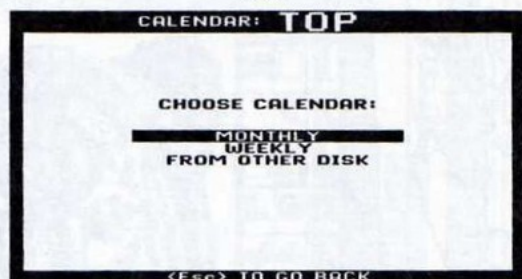 CALENDAR: TOP
CHOOSE CALENDAR:
MONTHLY
WEEKLY
FROM OTHER DISK
<Esc> TO GO BACK